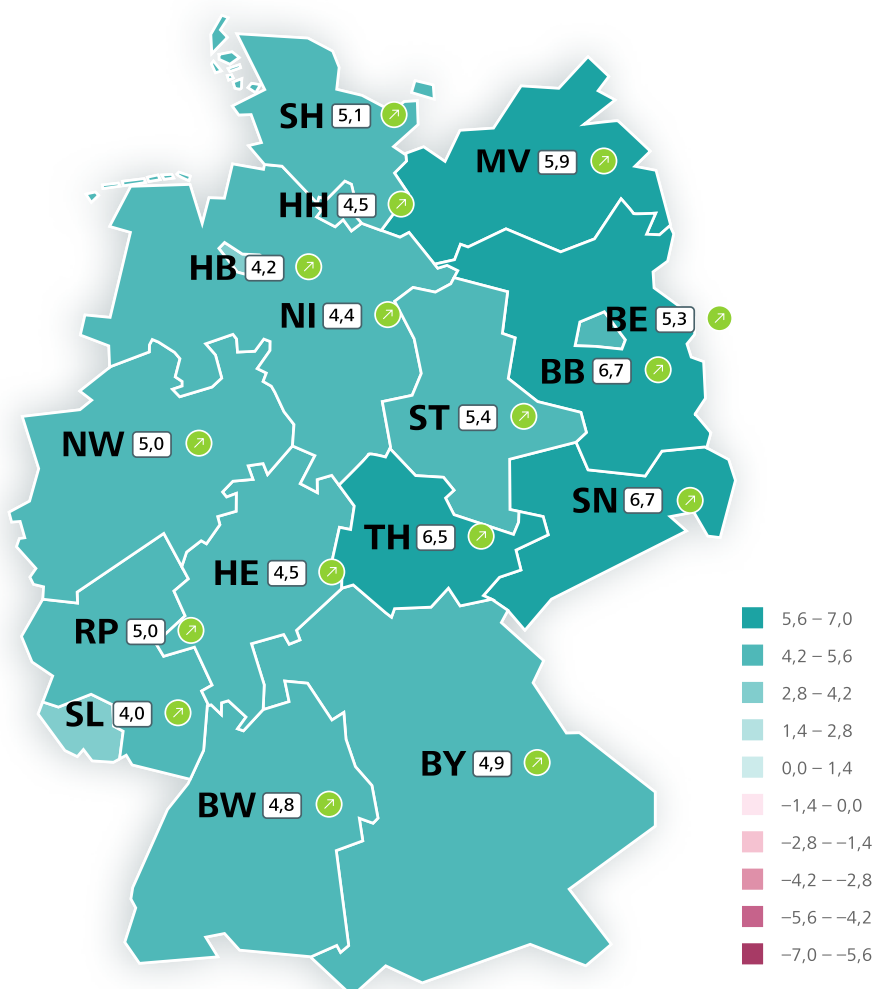 SH 5,1
MV 5,9
HH 4,5
HB 4,2
NI 4,4
BE 5,3
BB 6,7
ST 5,4
NW 5,0
SN 6,7
TH 6,5
HE 4,5
RP 5,0
SL 4,0
BY 4,9
BW 4,8
5,6 – 7,0
4,2 – 5,6
2,8 – 4,2
1,4 – 2,8
0,0 – 1,4
−1,4 – 0,0
−2,8 – −1,4
−4,2 – −2,8
−5,6 – −4,2
−7,0 – −5,6